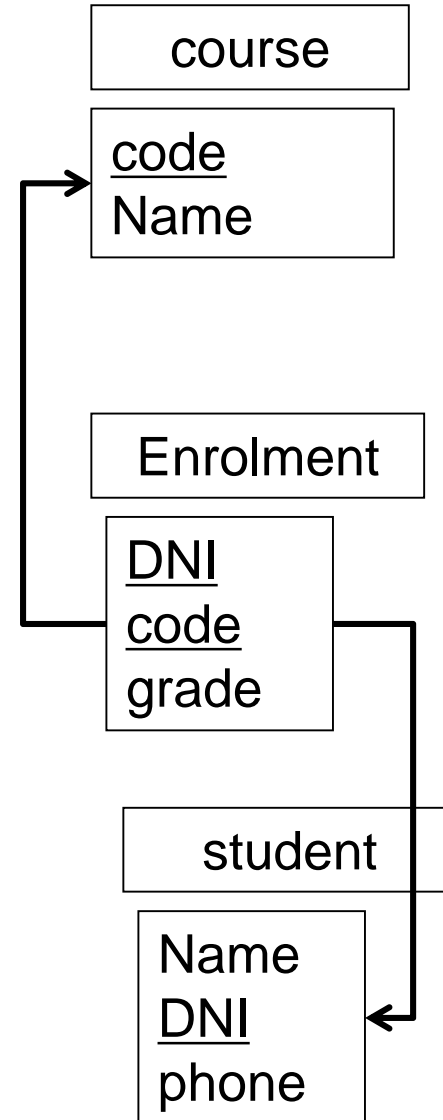 course
code
Name
Enrolment
DNI
code
grade
student
Name
DNI
phone